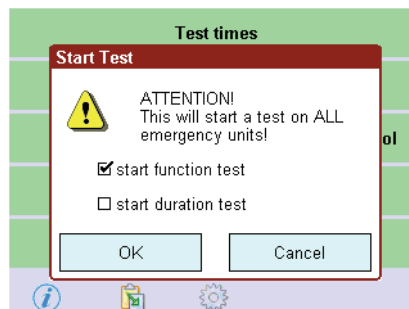 Test times
Start Test
ATTENTION!
This will start a test on ALL
emergency units!
ol
start function test
start duration test
OK
Cancel